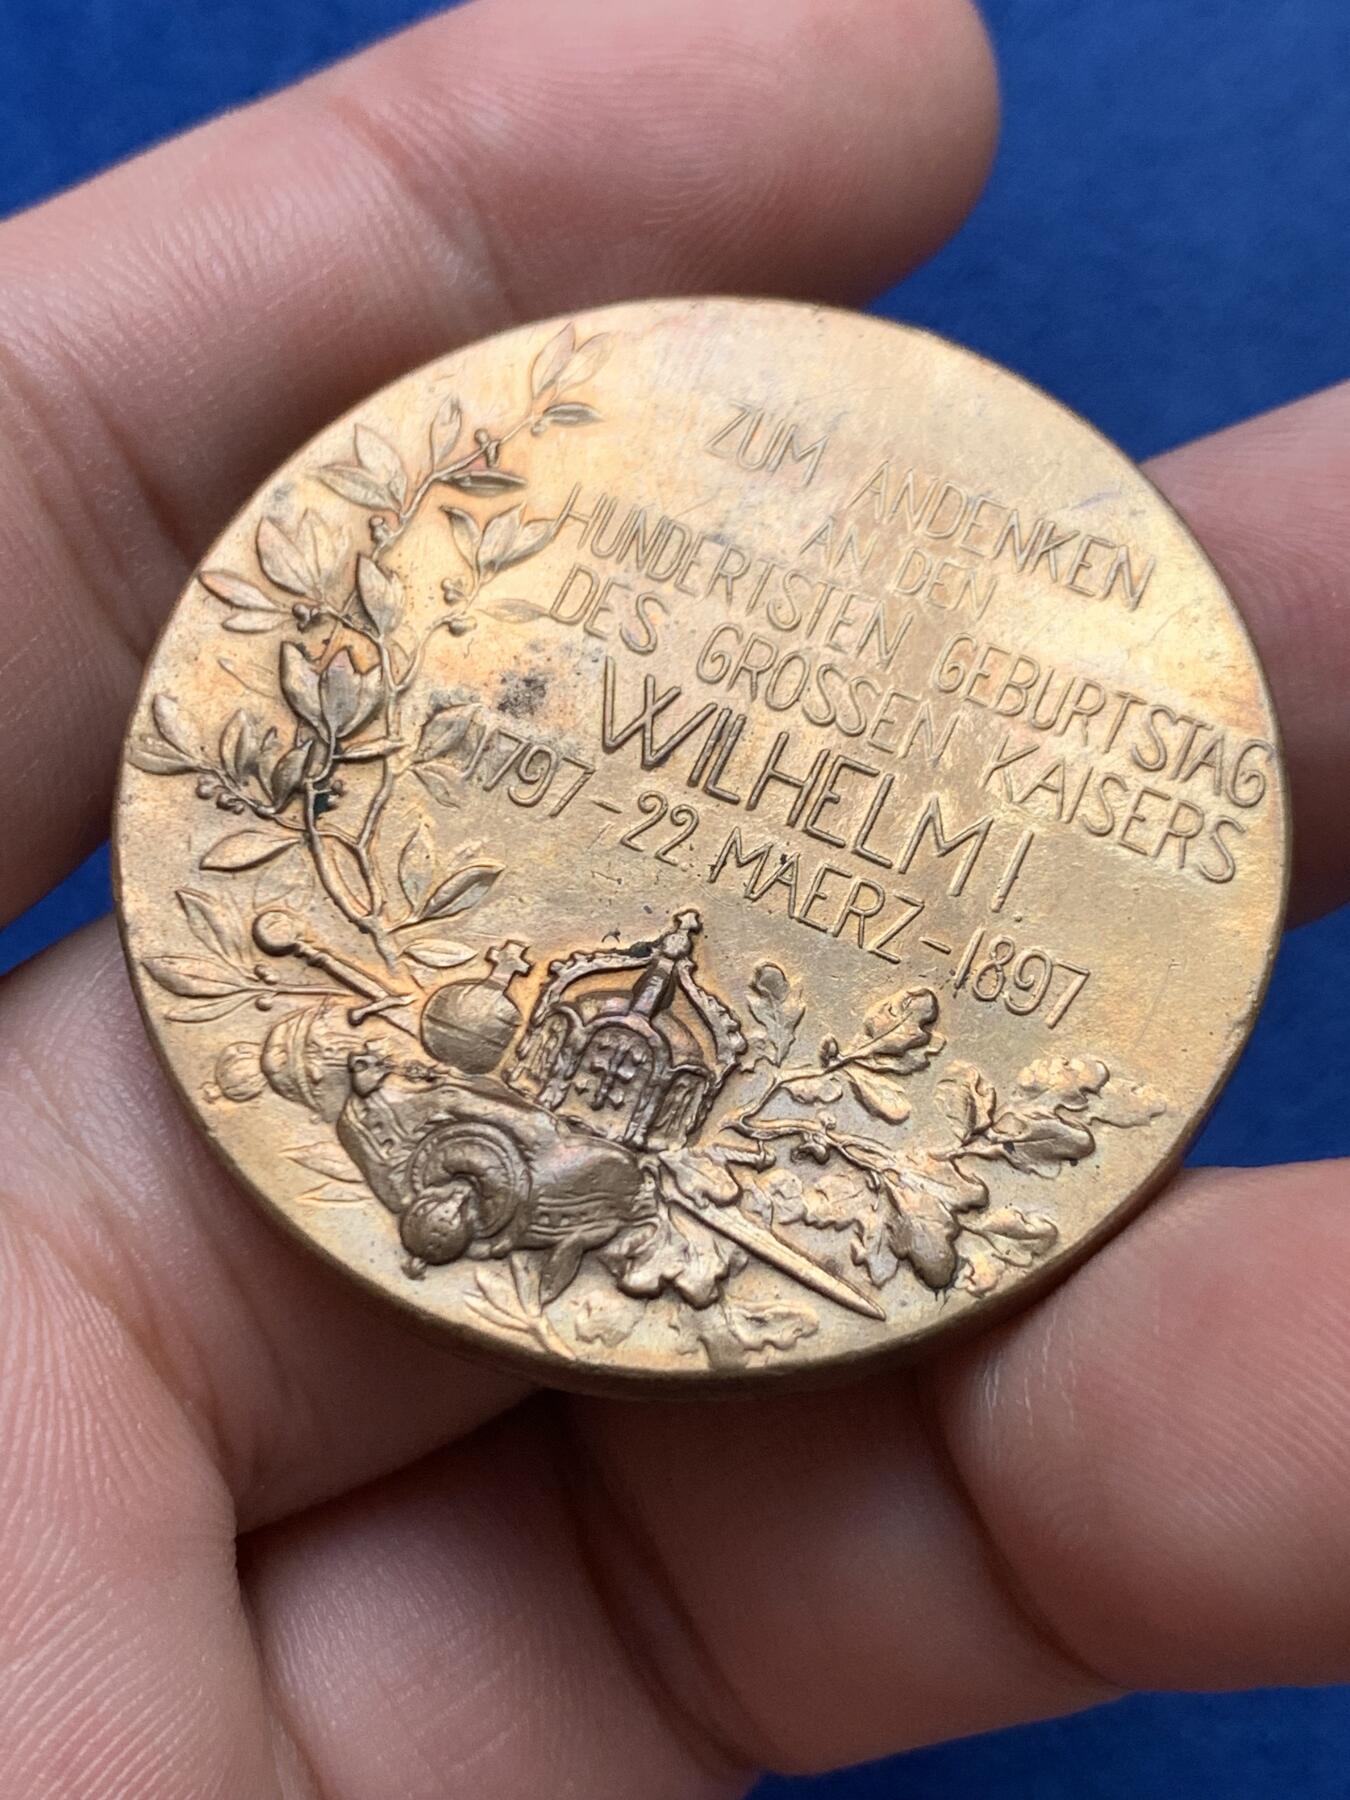 ZUM ANDENKEN
AN DEN
HUNDERTSTEN GEBURTSTAG
DES GROSSEN KAISERS
WILHELM I
1797-22 MAERZ-1897